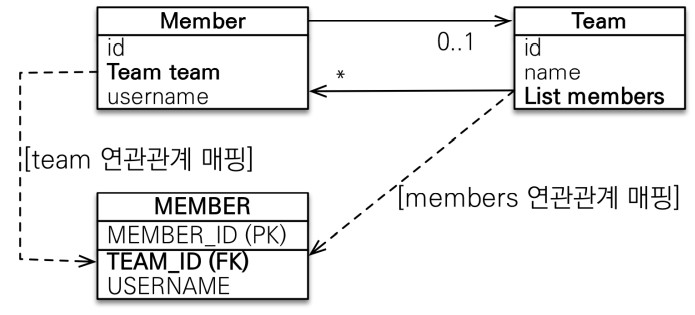 Member
id
Team team
username
0..1
*
Team
id
name
List members
[team 연관관계 매핑]
[members 연관관계 매핑]
MEMBER
MEMBER_ID (PK)
TEAM_ID (FK)
USERNAME